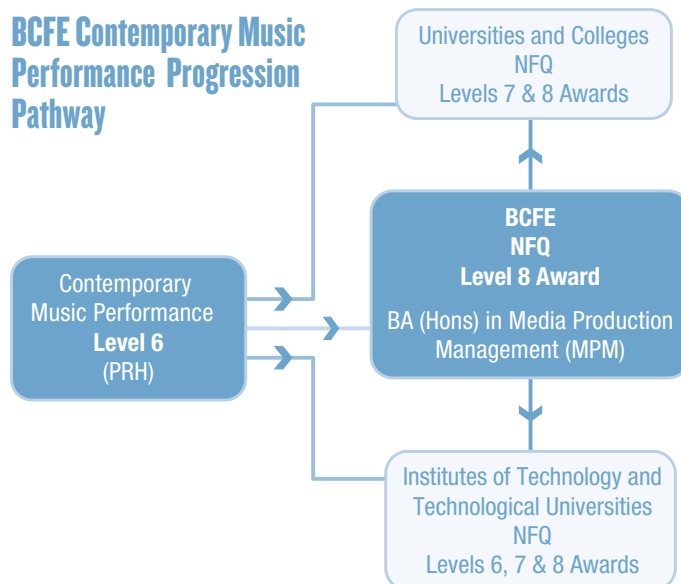 BCFE Contemporary Music
Performance Progression
Pathway
Universities and Colleges
NFQ
Levels 7 & 8 Awards
BCFE
NFQ
Level 8 Award
BA (Hons) in Media Production
Management (MPM)
Contemporary
Music Performance
Level 6
(PRH)
Institutes of Technology and
Technological Universities
NFQ
Levels 6, 7 & 8 Awards